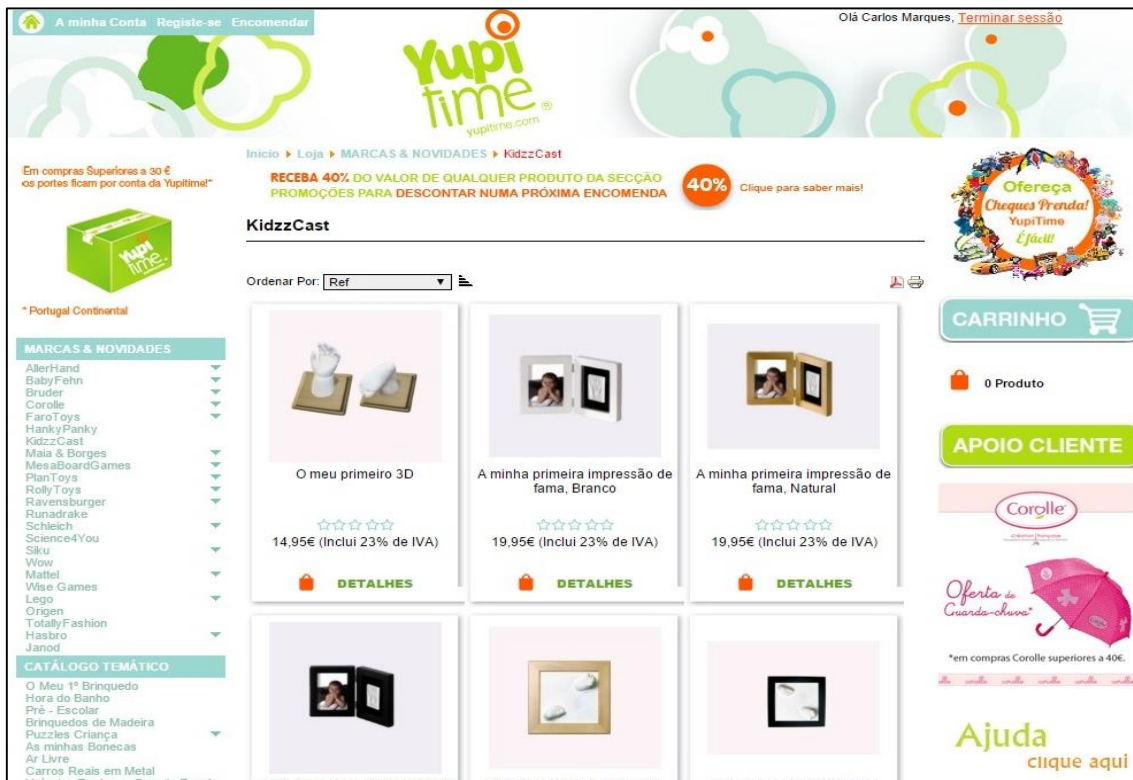 A minha Conta Registe-se Encomendar
Olá Carlos Marques, Terminar sessão
Yupi
time®
yupitime.com
Em compras Superiores a 30 €
os portes ficam por conta da Yupitime!*
Yupi
time
* Portugal Continental
MARCAS & NOVIDADES
AllerHand
BabyFehn
Bruder
Corolle
FaroToys
HankyPanky
KidzzCast
Maia & Borges
MesaBoardGames
PlanToys
RollyToys
Ravensburger
Runadrake
Schleich
Science4You
Siku
Wow
Mattel
Wise Games
Lego
Origen
TotallyFashion
Hasbro
Janod
CATÁLOGO TEMÁTICO
O Meu 1º Brinquedo
Hora do Banho
Pré - Escolar
Brinquedos de Madeira
Puzzles Criança
As minhas Bonecas
Ar Livre
Carros Reais em Metal
Início Loja MARCAS & NOVIDADES KidzzCast
RECEBA 40% DO VALOR DE QUALQUER PRODUTO DA SECÇÃO
PROMOÇÕES PARA DESCONTAR NUMA PRÓXIMA ENCOMENDA
40%
Clique para saber mais!
KidzzCast
Ordenar Por: Ref
O meu primeiro 3D
14,95€ (Inclui 23% de IVA)
DETALHES
A minha primeira impressão de
fama, Branco
19,95€ (Inclui 23% de IVA)
DETALHES
A minha primeira impressão de
fama, Natural
19,95€ (Inclui 23% de IVA)
DETALHES
Ofereça
Cheques Prenda!
YupiTime
É fácil!
CARRINHO
0 Produto
APOIO CLIENTE
Corolle
Oferta de
Guarda-chuva*
*em compras Corolle superiores a 40€.
Ajuda
clique aqui